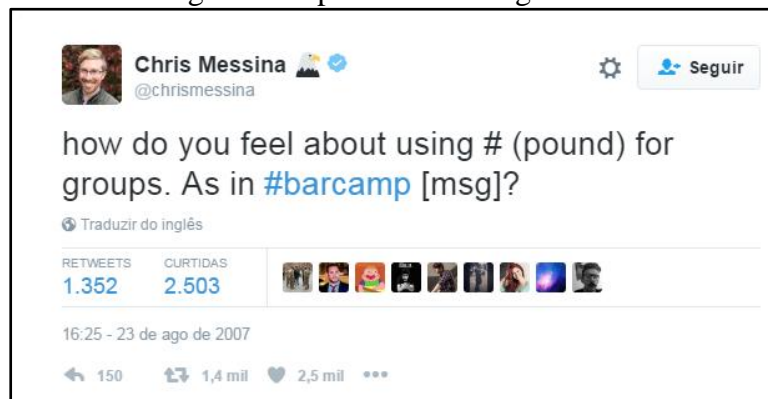 Chris Messina
@chrismessina
Seguir
how do you feel about using # (pound) for
groups. As in #barcamp [msg]?
Traduzir do inglês
RETWEETS CURTIDAS
1.352 2.503
16:25 - 23 de ago de 2007
150 1,4 mil 2,5 mil